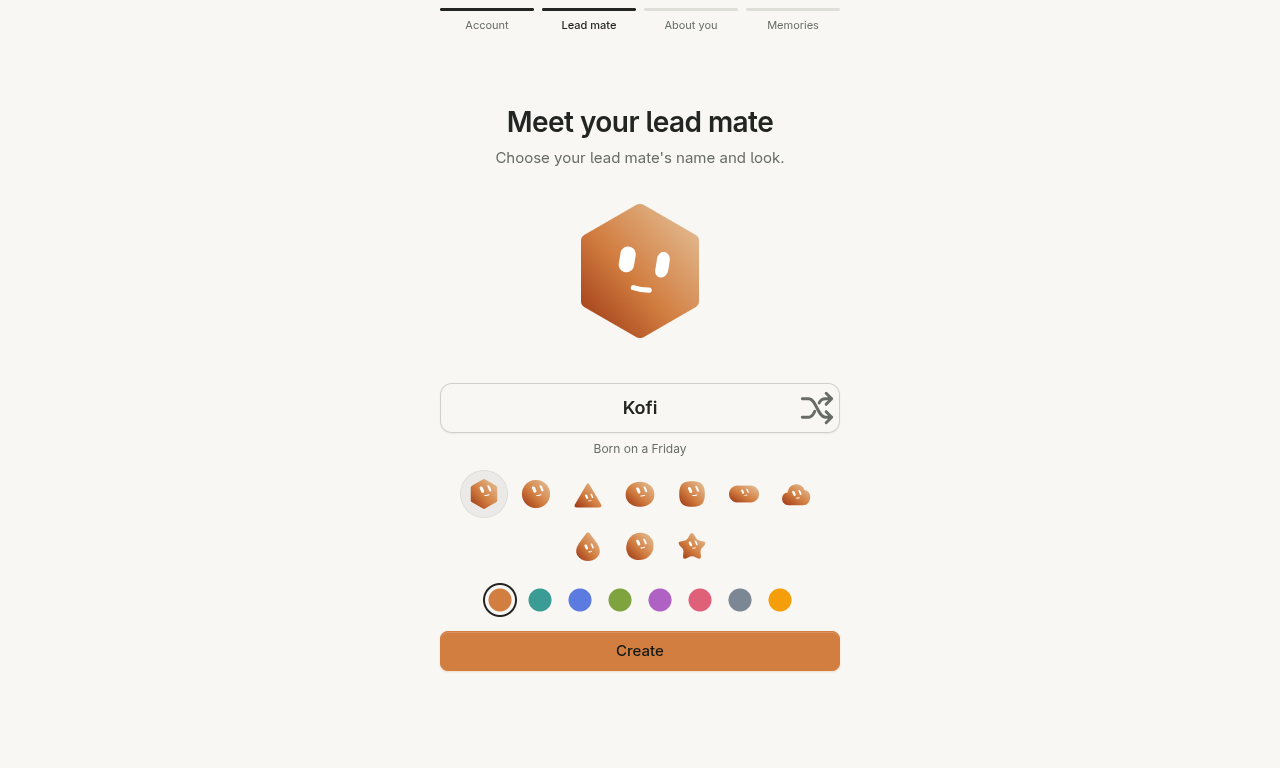 Account
Lead mate
About you
Memories
Meet your lead mate
Choose your lead mate's name and look.
Kofi
Born on a Friday
Create